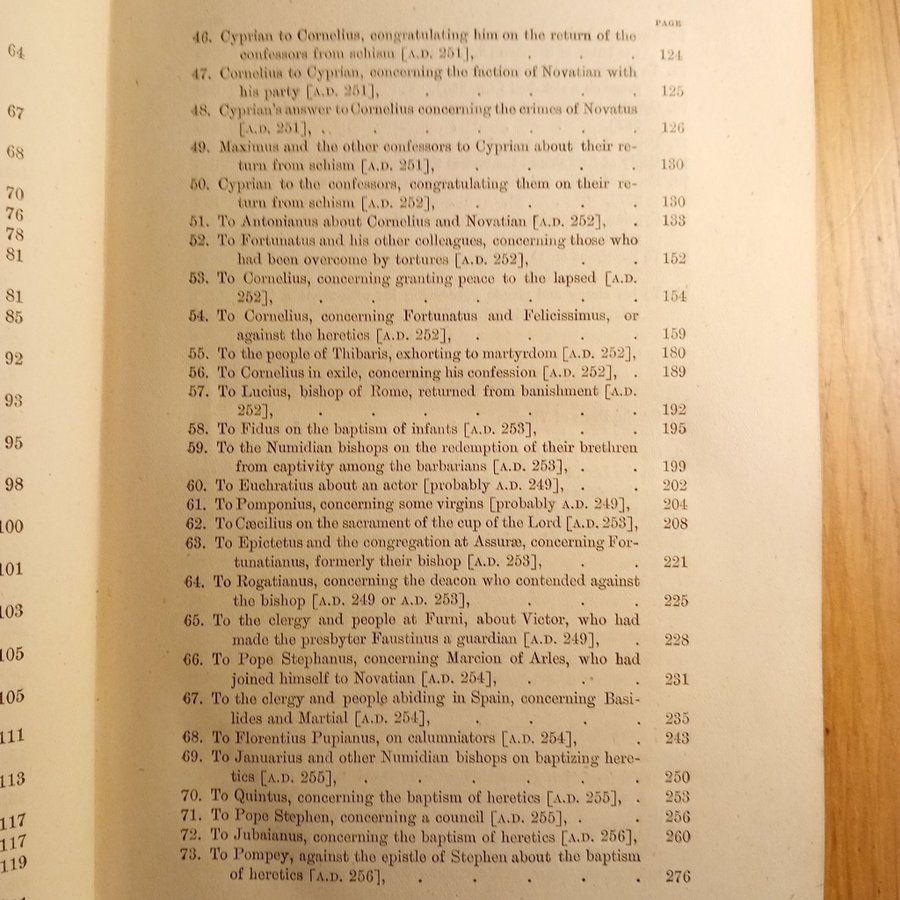 64
67
68
70
76
78
81
81
85
92
93
95
98
100
101
103
105
105
111
113
117
117
119
PAGE
46. Cyprian to Cornelius, congratulating him on the return of the
confessors from schism [A.D. 251], . . . 124
47. Cornelius to Cyprian, concerning the faction of Novatian with
his party [A.D. 251], . . . . . 125
48. Cyprian's answer to Cornelius concerning the crimes of Novatus
[A.D. 251], . . . . . . . 126
49. Maximus and the other confessors to Cyprian about their re-
turn from schism [A.D. 251], . . . . 130
50. Cyprian to the confessors, congratulating them on their re-
turn from schism [A.D. 252], . . . . 130
51. To Antonianus about Cornelius and Novatian [A.D. 252], . 133
52. To Fortunatus and his other colleagues, concerning those who
had been overcome by tortures [A.D. 252], . . 152
53. To Cornelius, concerning granting peace to the lapsed [A.D.
252], . . . . . . . 154
54. To Cornelius, concerning Fortunatus and Felicissimus, or
against the heretics [A.D. 252], . . . . 159
55. To the people of Thibaris, exhorting to martyrdom [A.D. 252], 180
56. To Cornelius in exile, concerning his confession [A.D. 252], . 189
57. To Lucius, bishop of Rome, returned from banishment [A.D.
252], . . . . . . . 192
58. To Fidus on the baptism of infants [A.D. 253], . . 195
59. To the Numidian bishops on the redemption of their brethren
from captivity among the barbarians [A.D. 253], . . 199
60. To Euchratius about an actor [probably A.D. 249], . . 202
61. To Pomponius, concerning some virgins [probably A.D. 249], 204
62. To Cæcilius on the sacrament of the cup of the Lord [A.D. 253], 208
63. To Epictetus and the congregation at Assuræ, concerning For-
tunatianus, formerly their bishop [A.D. 253], . . 221
64. To Rogatianus, concerning the deacon who contended against
the bishop [A.D. 249 or A.D. 253], . . . 225
65. To the clergy and people at Furni, about Victor, who had
made the presbyter Faustinus a guardian [A.D. 249], . 228
66. To Pope Stephanus, concerning Marcion of Arles, who had
joined himself to Novatian [A.D. 254], . . . 231
67. To the clergy and people abiding in Spain, concerning Basi-
lides and Martial [A.D. 254], . . . . 235
68. To Florentius Pupianus, on calumniators [A.D. 254], . 243
69. To Januarius and other Numidian bishops on baptizing here-
tics [A.D. 255], . . . . . . 250
70. To Quintus, concerning the baptism of heretics [A.D. 255], . 253
71. To Pope Stephen, concerning a council [A.D. 255], . . 256
72. To Jubaianus, concerning the baptism of heretics [A.D. 256], 260
73. To Pompey, against the epistle of Stephen about the baptism
of heretics [A.D. 256], . . . . . 276